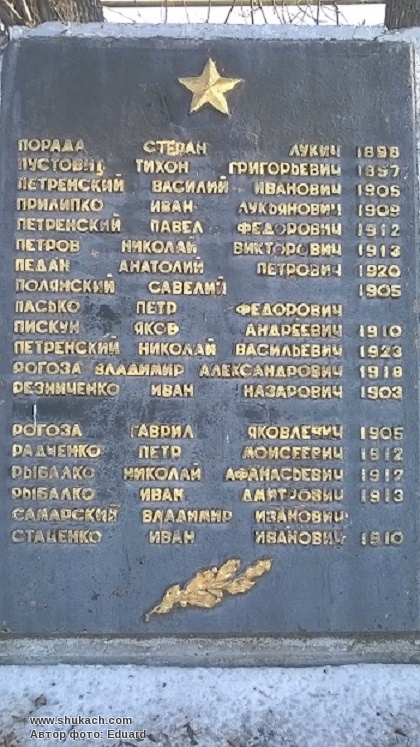 ПОРАДА СТЕПАН ЛУКИЧ 1898
ПУСТОВИТ ТИХОН ГРИГОРЬЕВИЧ 1897
ПЕТРЕНСКИЙ ВАСИЛИЙ ИВАНОВИЧ 1905
ПРИЛИПКО ИВАН ЛУКЬЯНОВИЧ 1909
ПЕТРЕНСКИЙ ПАВЕЛ ФЕДОРОВИЧ 1912
ПЕТРОВ НИКОЛАЙ ВИКТОРОВИЧ 1913
ПЕДАН АНАТОЛИЙ ПЕТРОВИЧ 1920
ПОЛЯНСКИЙ САВЕЛИЙ 1905
ПАСЬКО ПЕТР ФЕДОРОВИЧ
ПИСКУН ЯКОВ АНДРЕЕВИЧ 1910
ПЕТРЕНСКИЙ НИКОЛАЙ ВАСИЛЬЕВИЧ 1923
РОГОЗА ВЛАДИМИР АЛЕКСАНДРОВИЧ 1918
РЕЗНИЧЕНКО ИВАН НАЗАРОВИЧ 1903
РОГОЗА ГАВРИЛ ЯКОВЛЕВИЧ 1905
РАДЧЕНКО ПЕТР МОИСЕЕВИЧ 1912
РЫБАЛКО НИКОЛАЙ АФАНАСЬЕВИЧ 1917
РЫБАЛКО ИВАН ДМИТРОВИЧ 1913
САМАРСКИЙ ВЛАДИМИР ИВАНОВИЧ
СТАЦЕНКО ИВАН ИВАНОВИЧ 1910
www.shukach.com
Автор фото: Eduard